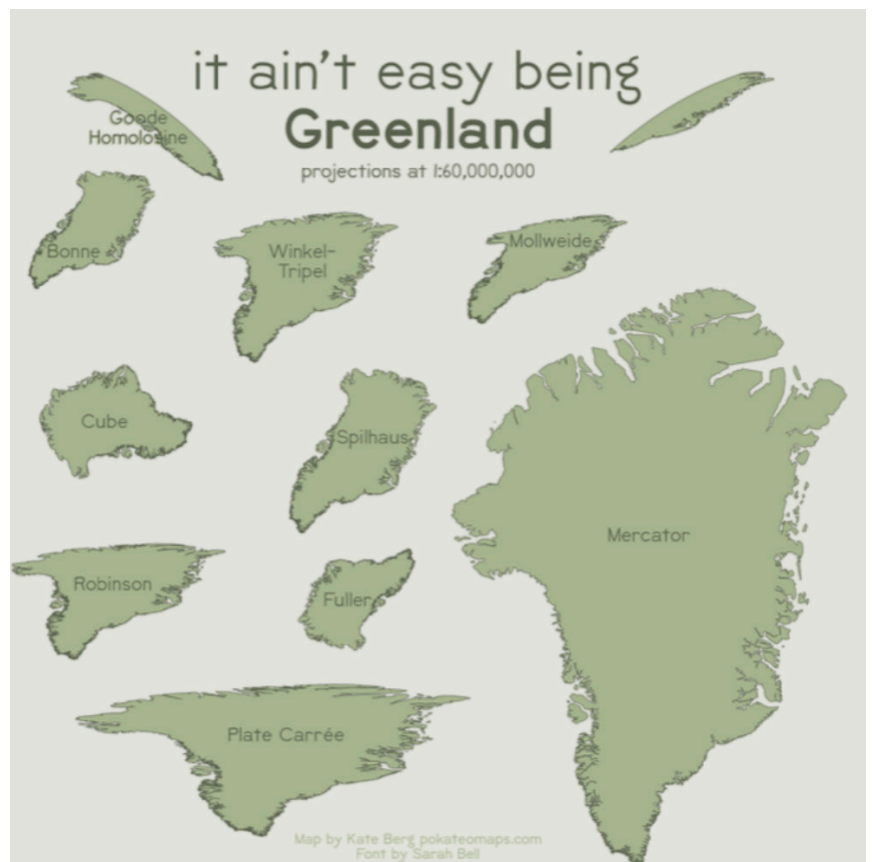 it ain't easy being
Greenland
projections at 1:60,000,000
Goode
Homolosine
Bonne
Winkel-
Tripel
Mollweide
Cube
Spilhaus
Mercator
Robinson
Fuller
Plate Carrée
Map by Kate Berg pokateomaps.com
Font by Sarah Bell